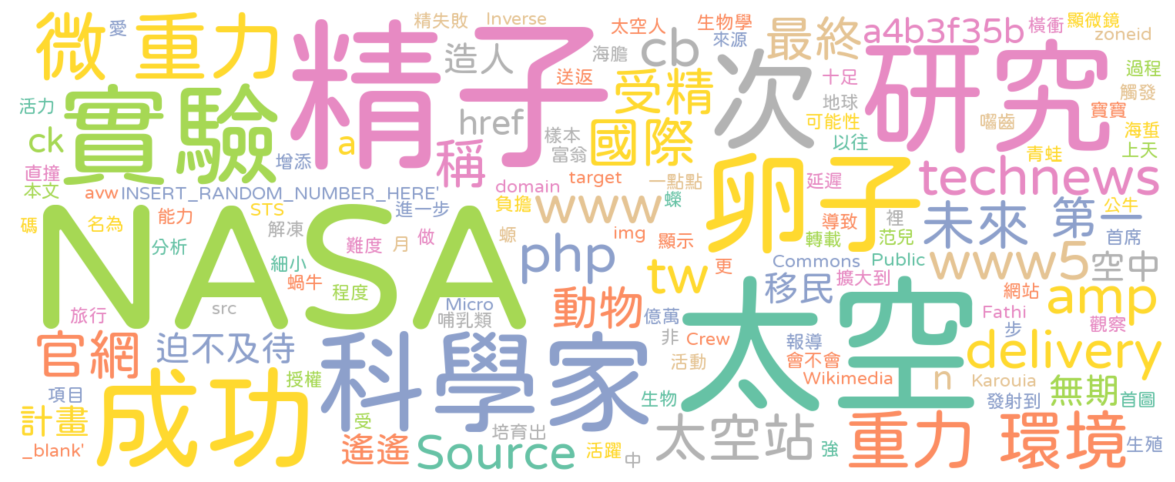 愛
精失敗
Inverse
太空人
生物學
最終
a4b3f35b
橫衝
顯微鏡
zoneid
微重力
精子
造人
海膽
cb
來源
次
研究
過程
送返
受精
十足
觸發
活力
實驗
地球
寶寶
ck
href
樣本
國際
可能性
囓齒
海蜇
a
富翁
以往
上天
直撞
增添
稱
青蛙
本文
avw
INSERT_RANDOM_NUMBER_HERE'
domain
target
一點點
卵子
延遲
technews
碼
名為
能力
STS
進一步
負擔
www
蠑
裡
未來
第一
公牛
解凍
img
導致
首席
NASA
分析
難度
月
做
螈
顯示
轉載
范兒
細小
php
Commons
Public
www5
空中
蝸牛
tw
更
移民
擴大到
程度
網站
amp
旅行
src
Micro
動物
億萬
太空
Fathi
哺乳類
步
觀察
官網
迫不及待
科學家
非
Crew
報導
delivery
活動
會不會
成功
授權
Wikimedia
n
Karouia
無期
項目
生物
發射到
首圖
計畫
受
培育出
太空站
重力
環境
_blank'
遙遙
Source
活躍
中
強
生殖